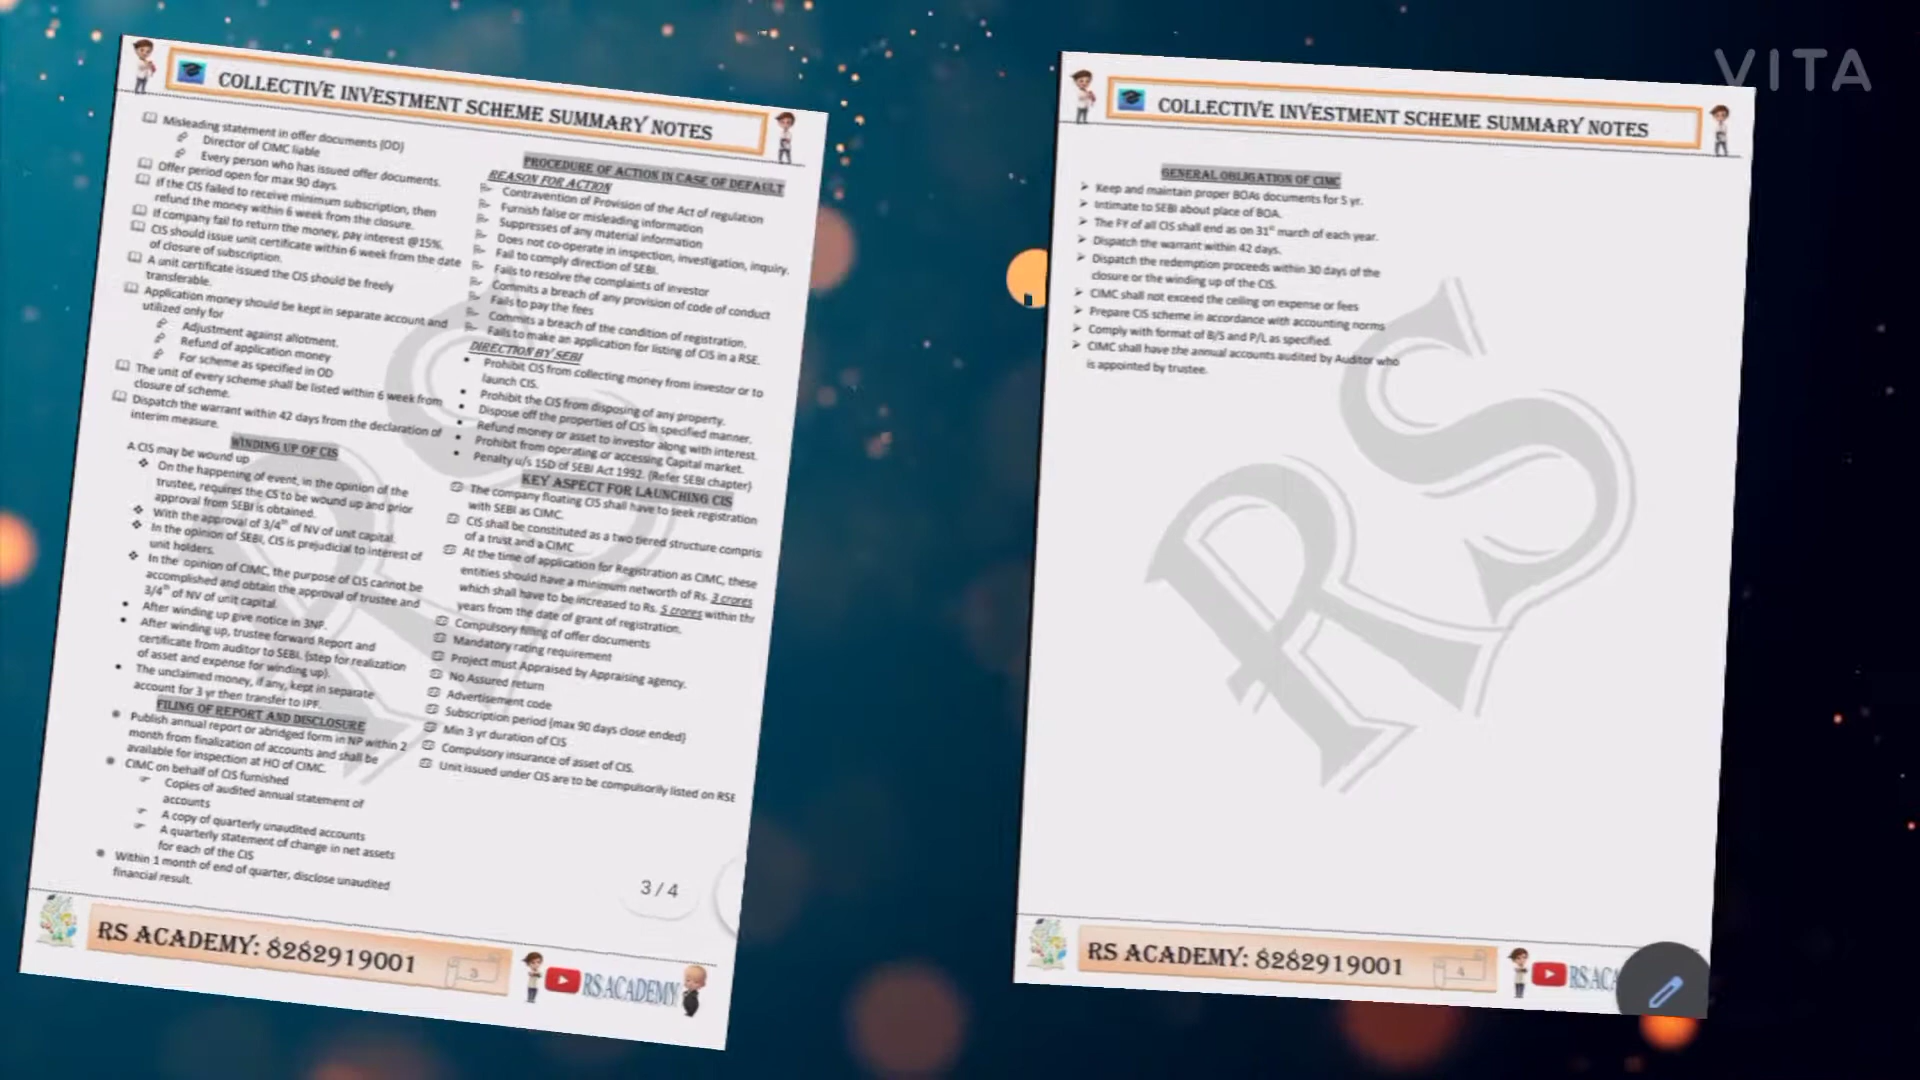 VITA
COLLECTIVE INVESTMENT SCHEME SUMMARY NOTES
Misleading statement in offer documents (OD)
Director of CIMC liable
Every person who has issued offer documents.
Offer period open for max 90 days.
If the CIS failed to receive minimum subscription, then
refund the money within 6 week from the closure.
If company fail to return the money, pay interest @15%.
CIS should issue unit certificate within 6 week from the date
of closure of subscription.
A unit certificate issued the CIS should be freely
transferable.
Application money should be kept in separate account and
utilized only for
Adjustment against allotment.
Refund of application money
For scheme as specified in OD
The unit of every scheme shall be listed within 6 week from
closure of scheme.
Dispatch the warrant within 42 days from the declaration of
interim measure.
WINDING UP OF CIS
A CIS may be wound up
On the happening of event, in the opinion of the
trustee, requires the CS to be wound up and prior
approval from SEBI is obtained.
With the approval of 3/4th of NV of unit capital.
In the opinion of SEBI, CIS is prejudicial to interest of
unit holders.
In the opinion of CIMC, the purpose of CIS cannot be
accomplished and obtain the approval of trustee and
3/4th of NV of unit capital.
After winding up give notice in 3NP.
After winding up, trustee forward Report and
certificate from auditor to SEBI. (step for realization
of asset and expense for winding up).
The unclaimed money, if any, kept in separate
account for 3 yr then transfer to IPF.
FILING OF REPORT AND DISCLOSURE
Publish annual report or abridged form in NP within 2
month from finalization of accounts and shall be
available for inspection at HO of CIMC.
CIMC on behalf of CIS furnished
Copies of audited annual statement of
accounts
A copy of quarterly unaudited accounts
A quarterly statement of change in net assets
for each of the CIS
Within 1 month of end of quarter, disclose unaudited
financial result.
PROCEDURE OF ACTION IN CASE OF DEFAULT
REASON FOR ACTION
Contravention of Provision of the Act of regulation
Furnish false or misleading information
Suppresses of any material information
Does not co-operate in inspection, investigation, inquiry.
Fail to comply direction of SEBI.
Fails to resolve the complaints of investor
Commits a breach of any provision of code of conduct
Fails to pay the fees
Commits a breach of the condition of registration.
Fails to make an application for listing of CIS in a RSE.
DIRECTION BY SEBI
Prohibit CIS from collecting money from investor or to
launch CIS.
Prohibit the CIS from disposing of any property.
Dispose off the properties of CIS in specified manner.
Refund money or asset to investor along with interest.
Prohibit from operating or accessing Capital market.
Penalty u/s 15D of SEBI Act 1992. (Refer SEBI chapter)
KEY ASPECT FOR LAUNCHING CIS
The company floating CIS shall have to seek registration
with SEBI as CIMC.
CIS shall be constituted as a two tiered structure compris
of a trust and a CIMC
At the time of application for Registration as CIMC, these
entities should have a minimum networth of Rs. 3 crores
which shall have to be increased to Rs. 5 crores within thr
years from the date of grant of registration.
Compulsory filling of offer documents
Mandatory rating requirement
Project must Appraised by Appraising agency.
No Assured return
Advertisement code
Subscription period (max 90 days close ended)
Min 3 yr duration of CIS
Compulsory insurance of asset of CIS.
Unit issued under CIS are to be compulsorily listed on RSE
3 / 4
RS ACADEMY: 8282919001
3
RS ACADEMY
COLLECTIVE INVESTMENT SCHEME SUMMARY NOTES
GENERAL OBLIGATION OF CIMC
Keep and maintain proper BOAs documents for 5 yr.
Intimate to SEBI about place of BOA.
The FY of all CIS shall end as on 31st march of each year.
Dispatch the warrant within 42 days.
Dispatch the redemption proceeds within 30 days of the
closure or the winding up of the CIS.
CIMC shall not exceed the ceiling on expense or fees
Prepare CIS scheme in accordance with accounting norms
Comply with format of B/S and P/L as specified.
CIMC shall have the annual accounts audited by Auditor who
is appointed by trustee.
RS
RS ACADEMY: 8282919001
4
RS ACA